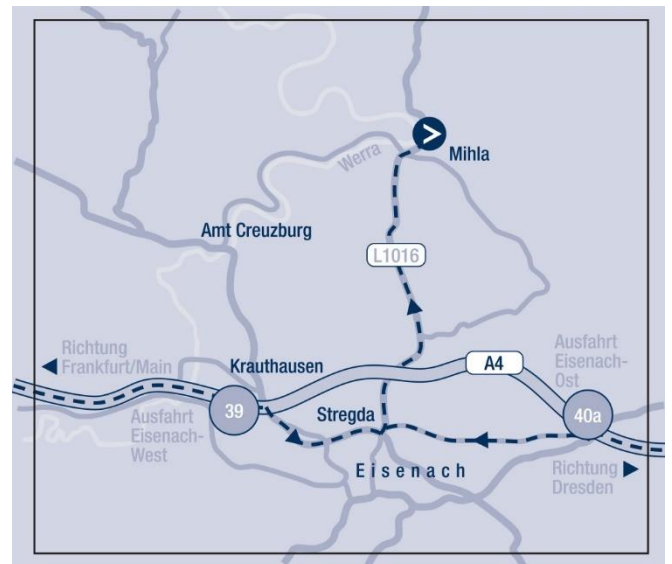 Mihla
Werra
Amt Creuzburg
L1016
Richtung
Frankfurt/Main
Krauthausen
A4
Ausfahrt
Eisenach-
Ost
39
Stregda
40a
Ausfahrt
Eisenach-
West
Eisenach
Richtung
Dresden